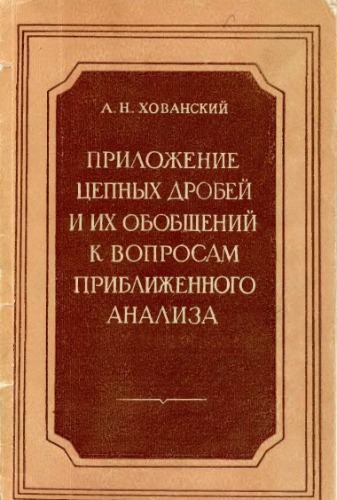 А. Н. ХОВАНСКИЙ
ПРИЛОЖЕНИЕ
ЦЕПНЫХ ДРОБЕЙ
И ИХ ОБОБЩЕНИЙ
К ВОПРОСАМ
ПРИБЛИЖЕННОГО
АНАЛИЗА